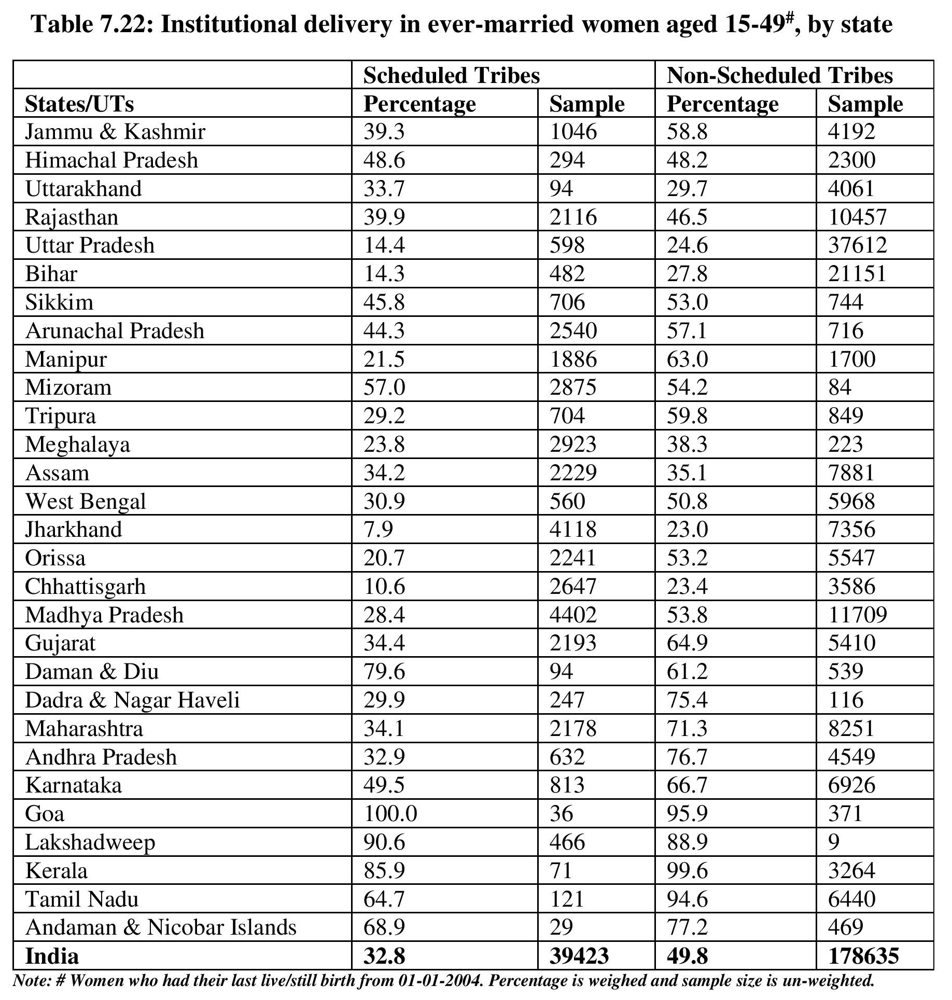 Table 7.22: Institutional delivery in ever-married women aged 15-49#, by state
Scheduled Tribes Non-Scheduled Tribes
States/UTs Percentage Sample Percentage Sample
Jammu & Kashmir 39.3 1046 58.8 4192
Himachal Pradesh 48.6 294 48.2 2300
Uttarakhand 33.7 94 29.7 4061
Rajasthan 39.9 2116 46.5 10457
Uttar Pradesh 14.4 598 24.6 37612
Bihar 14.3 482 27.8 21151
Sikkim 45.8 706 53.0 744
Arunachal Pradesh 44.3 2540 57.1 716
Manipur 21.5 1886 63.0 1700
Mizoram 57.0 2875 54.2 84
Tripura 29.2 704 59.8 849
Meghalaya 23.8 2923 38.3 223
Assam 34.2 2229 35.1 7881
West Bengal 30.9 560 50.8 5968
Jharkhand 7.9 4118 23.0 7356
Orissa 20.7 2241 53.2 5547
Chhattisgarh 10.6 2647 23.4 3586
Madhya Pradesh 28.4 4402 53.8 11709
Gujarat 34.4 2193 64.9 5410
Daman & Diu 79.6 94 61.2 539
Dadra & Nagar Haveli 29.9 247 75.4 116
Maharashtra 34.1 2178 71.3 8251
Andhra Pradesh 32.9 632 76.7 4549
Karnataka 49.5 813 66.7 6926
Goa 100.0 36 95.9 371
Lakshadweep 90.6 466 88.9 9
Kerala 85.9 71 99.6 3264
Tamil Nadu 64.7 121 94.6 6440
Andaman & Nicobar Islands 68.9 29 77.2 469
India 32.8 39423 49.8 178635
Note: # Women who had their last live/still birth from 01-01-2004. Percentage is weighed and sample size is un-weighted.